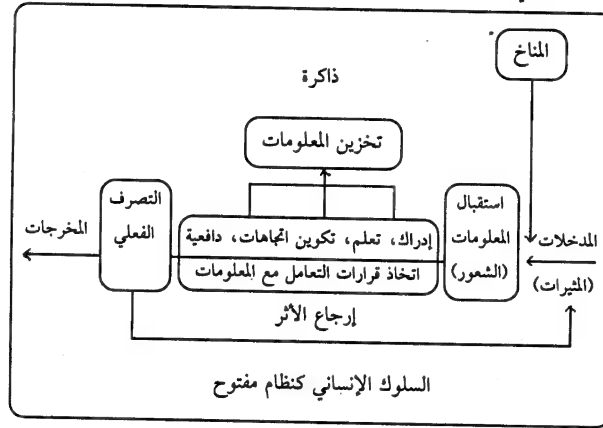 المناخ
ذاكرة
تخزين المعلومات
استقبال
المعلومات
(الشعور)
المدخلات
(المثيرات)
إدراك، تعلم، تكوين اتجاهات، دافعية
اتخاذ قرارات التعامل مع المعلومات
التصرف
الفعلي
المخرجات
إرجاع الأثر
السلوك الإنساني كنظام مفتوح